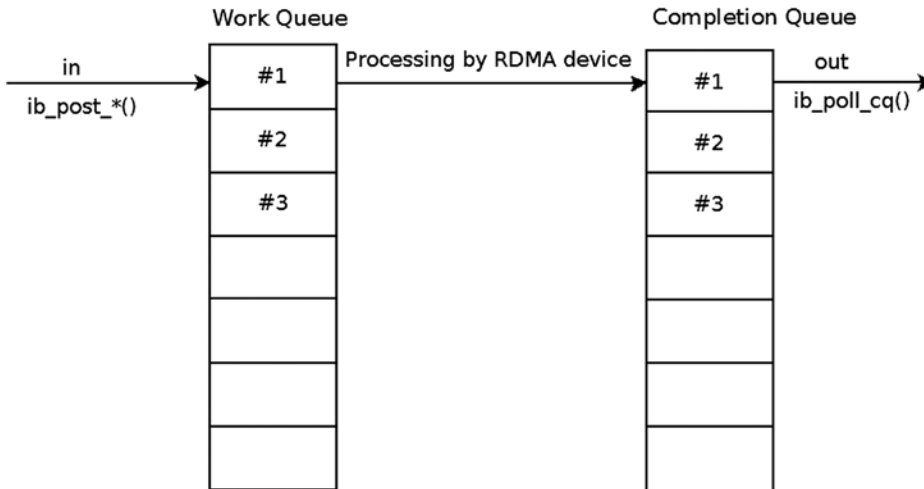 Work Queue
Completion Queue
in
ib_post_*()
#1
#2
#3
Processing by RDMA device
#1
#2
#3
out
ib_poll_cq()